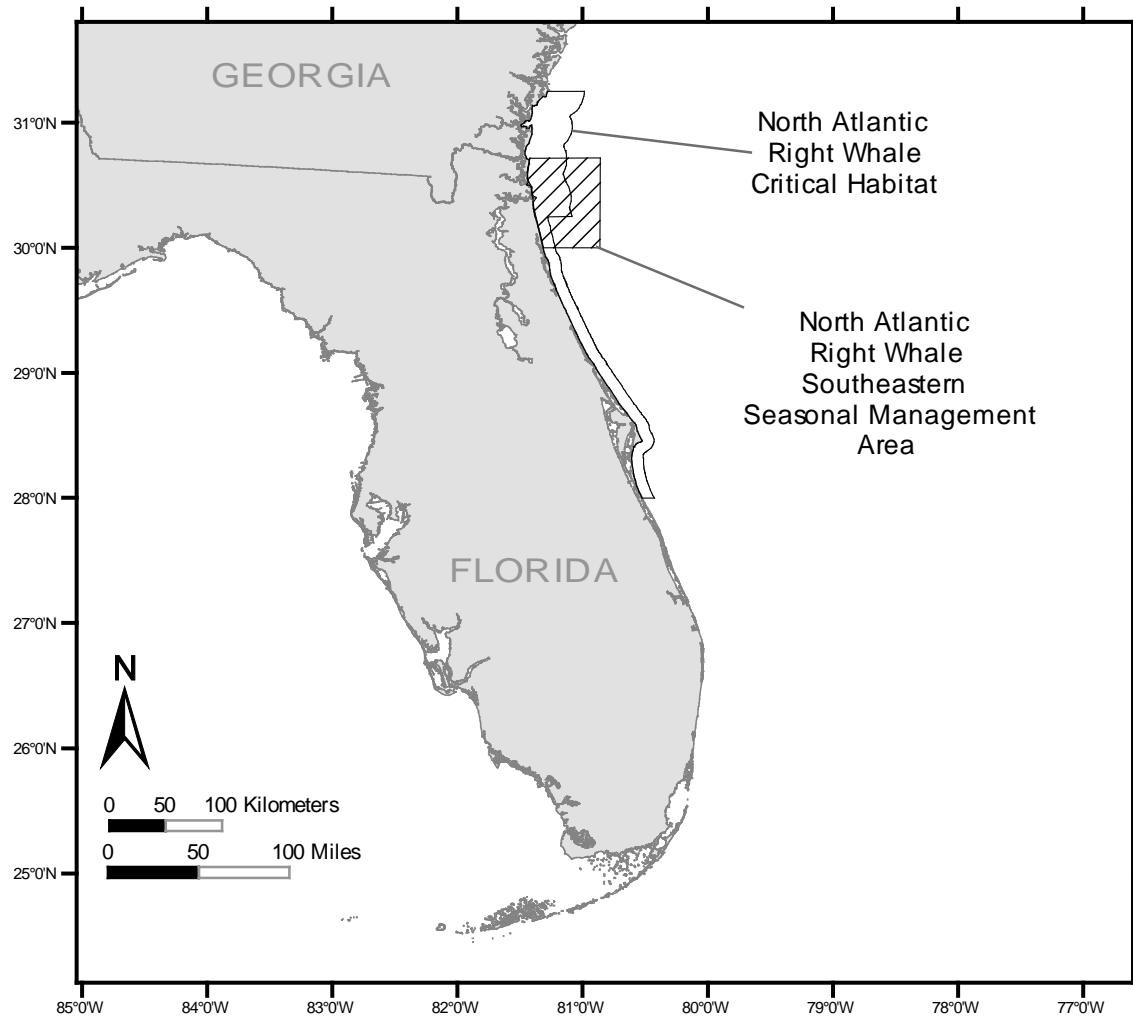 GEORGIA
31°0'N
North Atlantic
Right Whale
Critical Habitat
30°0'N
North Atlantic
Right Whale
Southeastern
Seasonal Management
Area
29°0'N
28°0'N
FLORIDA
27°0'N
N
26°0'N
0 50 100 Kilometers
0 50 100 Miles
25°0'N
85°0'W 84°0'W 83°0'W 82°0'W 81°0'W 80°0'W 79°0'W 78°0'W 77°0'W